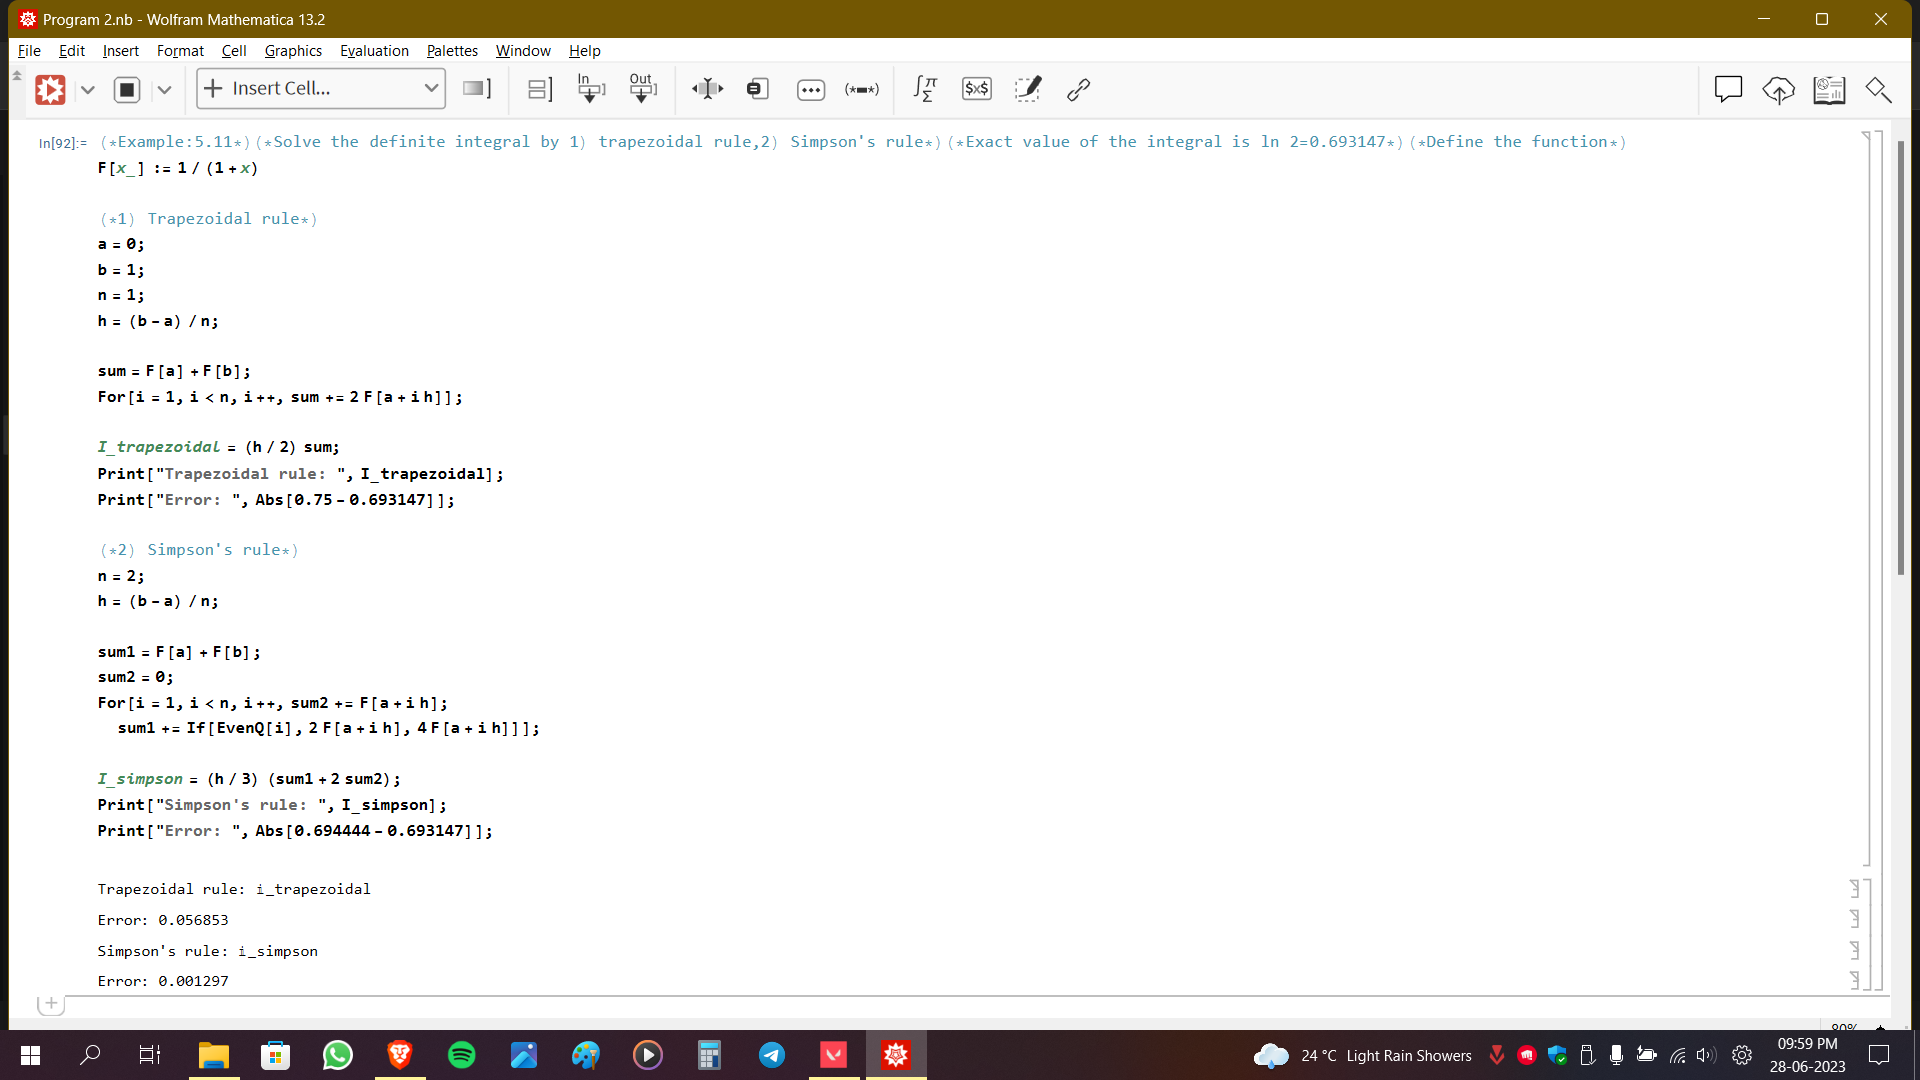 Program 2.nb - Wolfram Mathematica 13.2
File Edit Insert Format Cell Graphics Evaluation Palettes Window Help
Insert Cell... In Out $x$
In[92]:= (*Example:5.11*)(*Solve the definite integral by 1) trapezoidal rule,2) Simpson's rule*)(*Exact value of the integral is ln 2=0.693147*)(*Define the function*)
F[x_] := 1 / (1 + x)
(*1) Trapezoidal rule*)
a = 0;
b = 1;
n = 1;
h = (b - a) / n;
sum = F[a] + F[b];
For[i = 1, i < n, i++, sum += 2 F[a + i h]];
I_trapezoidal = (h / 2) sum;
Print["Trapezoidal rule: ", I_trapezoidal];
Print["Error: ", Abs[0.75 - 0.693147]];
(*2) Simpson's rule*)
n = 2;
h = (b - a) / n;
sum1 = F[a] + F[b];
sum2 = 0;
For[i = 1, i < n, i++, sum2 += F[a + i h];
sum1 += If[EvenQ[i], 2 F[a + i h], 4 F[a + i h]]];
I_simpson = (h / 3) (sum1 + 2 sum2);
Print["Simpson's rule: ", I_simpson];
Print["Error: ", Abs[0.694444 - 0.693147]];
Trapezoidal rule: i_trapezoidal
Error: 0.056853
Simpson's rule: i_simpson
Error: 0.001297
80%
24 °C Light Rain Showers
09:59 PM
28-06-2023